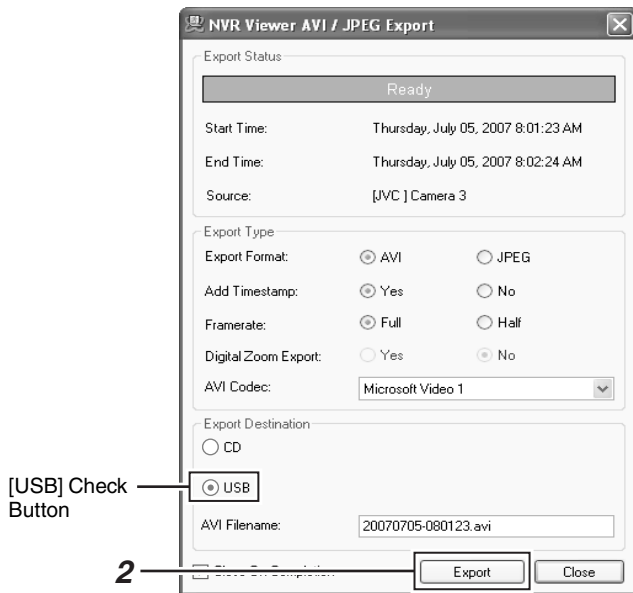 NVR Viewer AVI / JPEG Export
Export Status
Ready
Start Time: Thursday, July 05, 2007 8:01:23 AM
End Time: Thursday, July 05, 2007 8:02:24 AM
Source: [JVC ] Camera 3
Export Type
Export Format: AVI JPEG
Add Timestamp: Yes No
Framerate: Full Half
Digital Zoom Export: Yes No
AVI Codec: Microsoft Video 1
Export Destination
CD
[USB] Check
Button
USB
AVI Filename: 20070705-080123.avi
2
Close On Completion Export Close